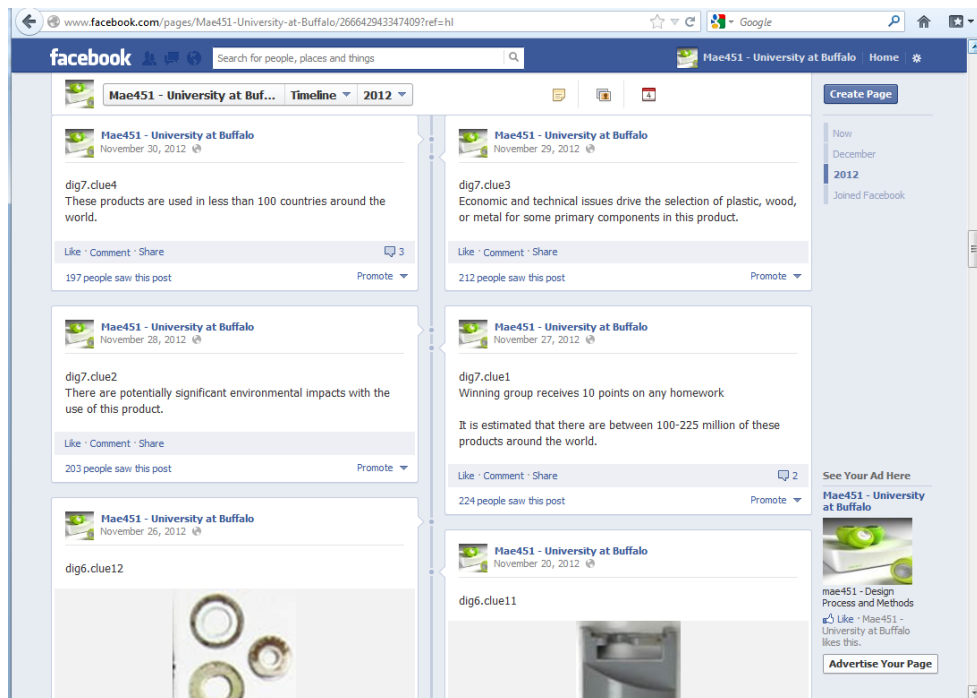 www.facebook.com/pages/Mae451-University-at-Buffalo/266642943347409?ref=hl
Google
facebook
Search for people, places and things
Mae451 - University at Buffalo
Home
Mae451 - University at Buf...
Timeline
2012
4
Create Page
Now
December
2012
Joined Facebook
Mae451 - University at Buffalo
November 30, 2012
dig7.clue4
These products are used in less than 100 countries around the
world.
Like · Comment · Share
3
197 people saw this post
Promote
Mae451 - University at Buffalo
November 29, 2012
dig7.clue3
Economic and technical issues drive the selection of plastic, wood,
or metal for some primary components in this product.
Like · Comment · Share
212 people saw this post
Promote
Mae451 - University at Buffalo
November 28, 2012
dig7.clue2
There are potentially significant environmental impacts with the
use of this product.
Like · Comment · Share
203 people saw this post
Promote
Mae451 - University at Buffalo
November 27, 2012
dig7.clue1
Winning group receives 10 points on any homework
It is estimated that there are between 100-225 million of these
products around the world.
Like · Comment · Share
2
224 people saw this post
Promote
Mae451 - University at Buffalo
November 26, 2012
dig6.clue12
Mae451 - University at Buffalo
November 20, 2012
dig6.clue11
See Your Ad Here
Mae451 - University
at Buffalo
mae451 - Design
Process and Methods
Like · Mae451 -
University at Buffalo
likes this.
Advertise Your Page